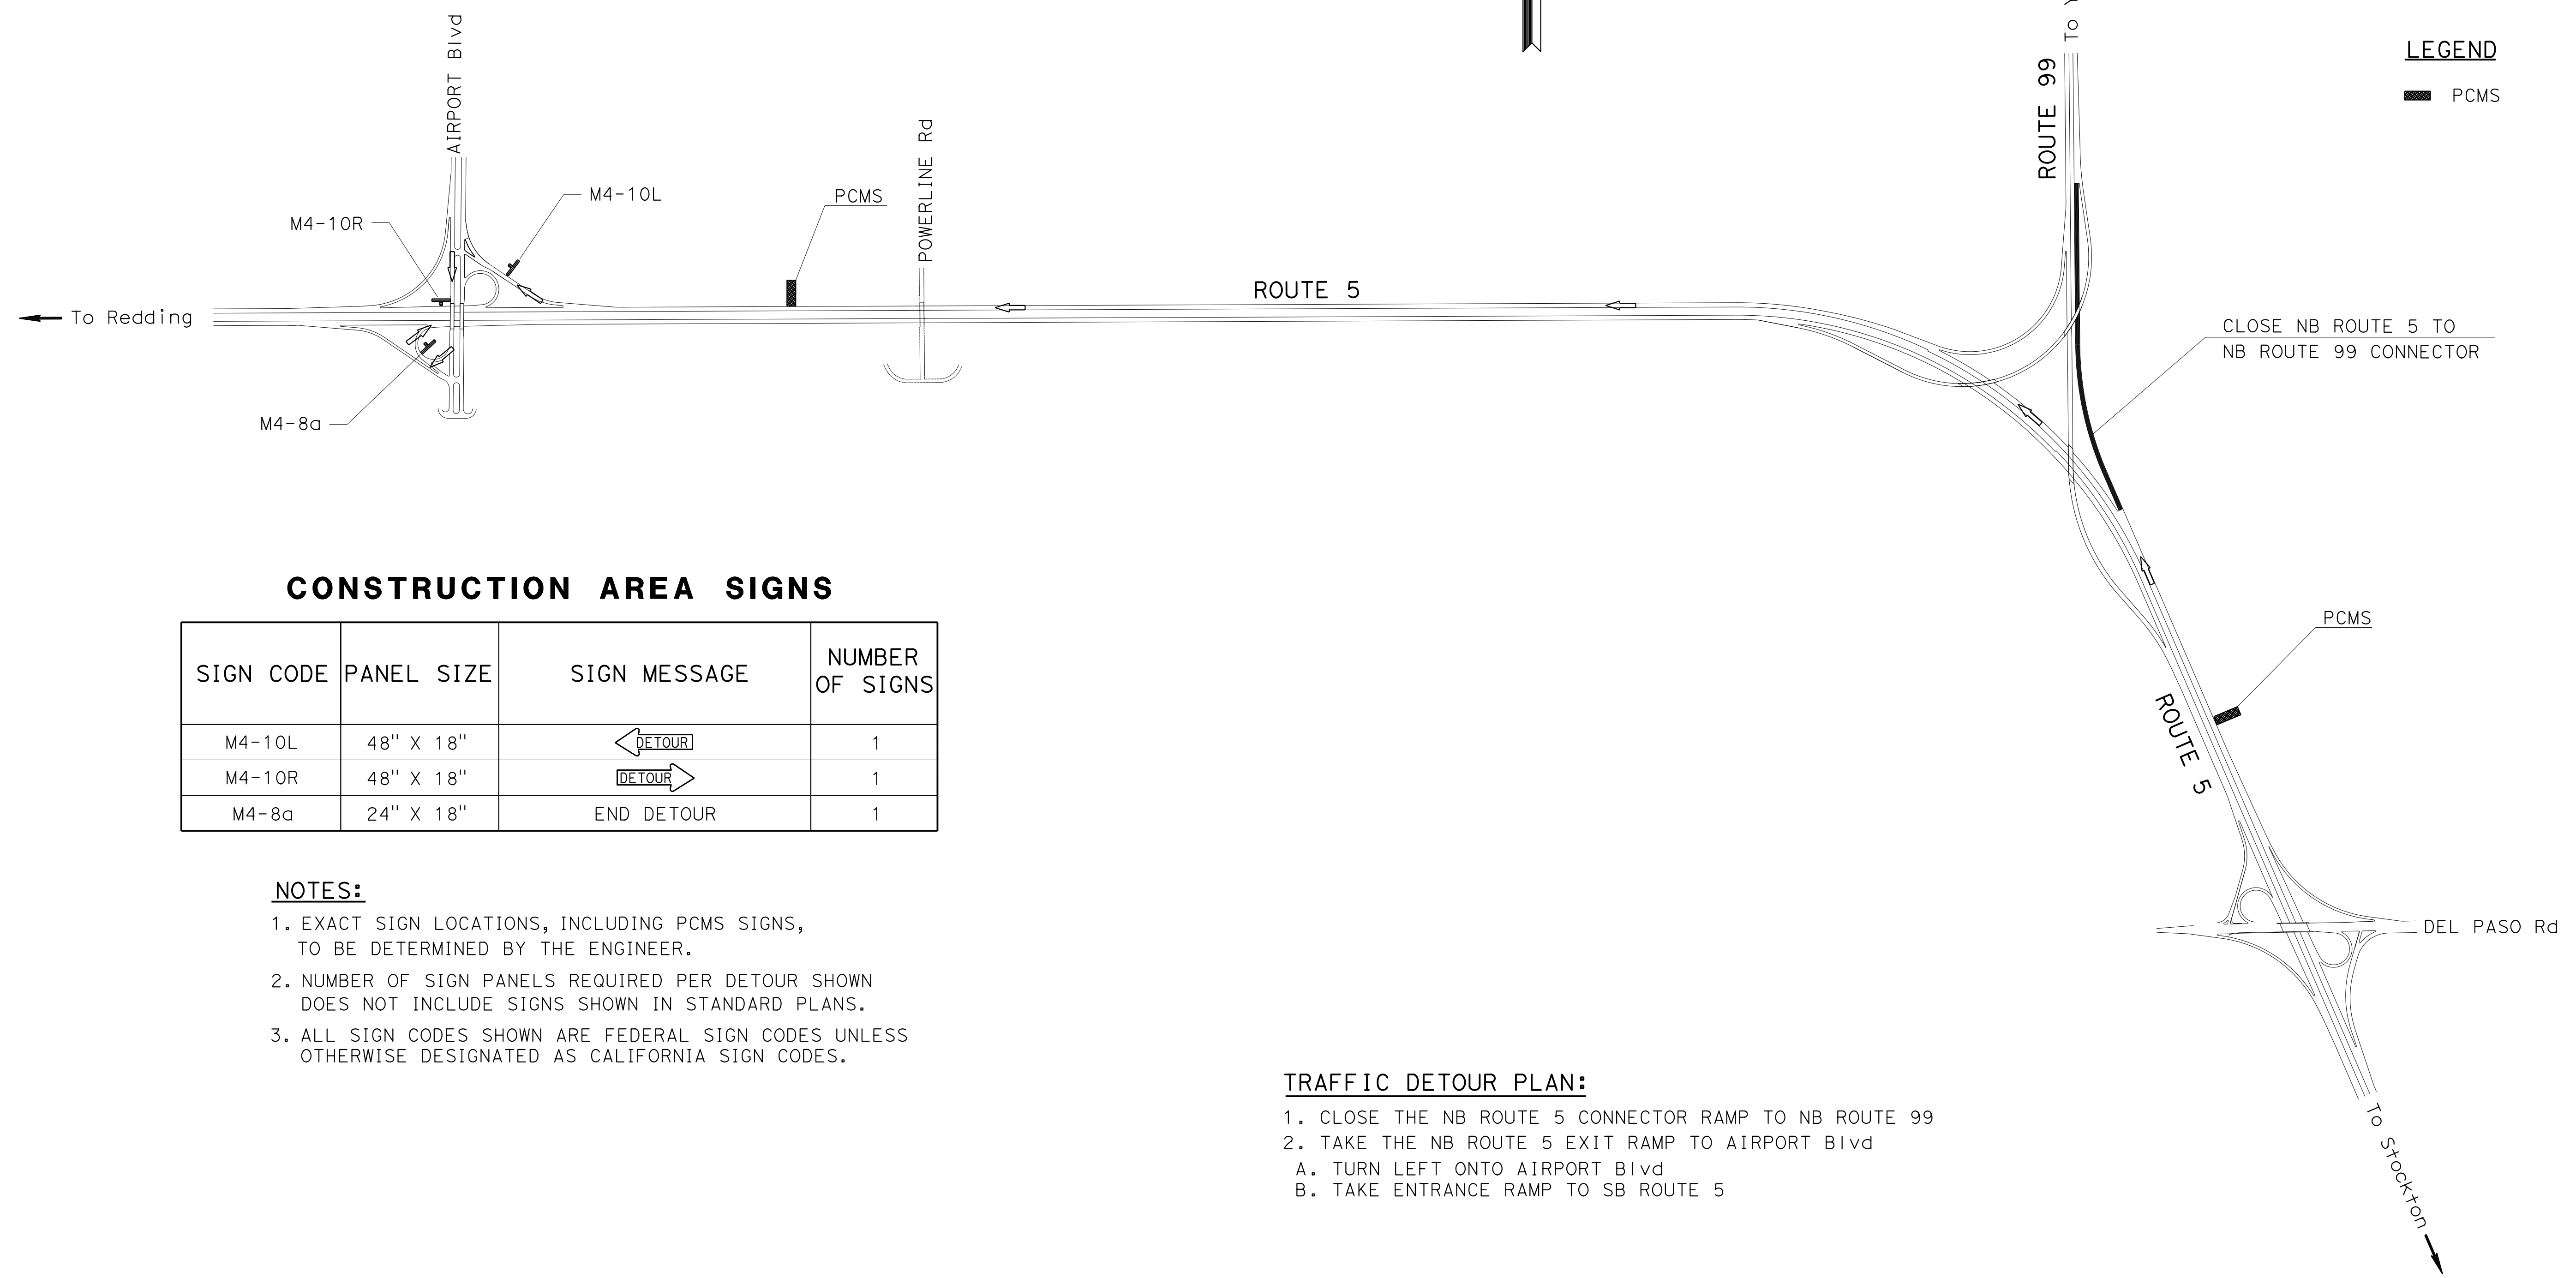 AIRPORT Blvd
M4-10L
M4-10R
PCMS
POWERLINE Rd
ROUTE 5
To Redding
M4-8a
ROUTE 99
To
LEGEND
PCMS
CLOSE NB ROUTE 5 TO
NB ROUTE 99 CONNECTOR
PCMS
ROUTE 5
DEL PASO Rd
To Stockton
CONSTRUCTION AREA SIGNS
SIGN CODE PANEL SIZE SIGN MESSAGE NUMBER
OF SIGNS
M4-10L 48" X 18" DETOUR 1
M4-10R 48" X 18" DETOUR 1
M4-8a 24" X 18" END DETOUR 1
NOTES:
1. EXACT SIGN LOCATIONS, INCLUDING PCMS SIGNS,
TO BE DETERMINED BY THE ENGINEER.
2. NUMBER OF SIGN PANELS REQUIRED PER DETOUR SHOWN
DOES NOT INCLUDE SIGNS SHOWN IN STANDARD PLANS.
3. ALL SIGN CODES SHOWN ARE FEDERAL SIGN CODES UNLESS
OTHERWISE DESIGNATED AS CALIFORNIA SIGN CODES.
TRAFFIC DETOUR PLAN:
1. CLOSE THE NB ROUTE 5 CONNECTOR RAMP TO NB ROUTE 99
2. TAKE THE NB ROUTE 5 EXIT RAMP TO AIRPORT Blvd
A. TURN LEFT ONTO AIRPORT Blvd
B. TAKE ENTRANCE RAMP TO SB ROUTE 5